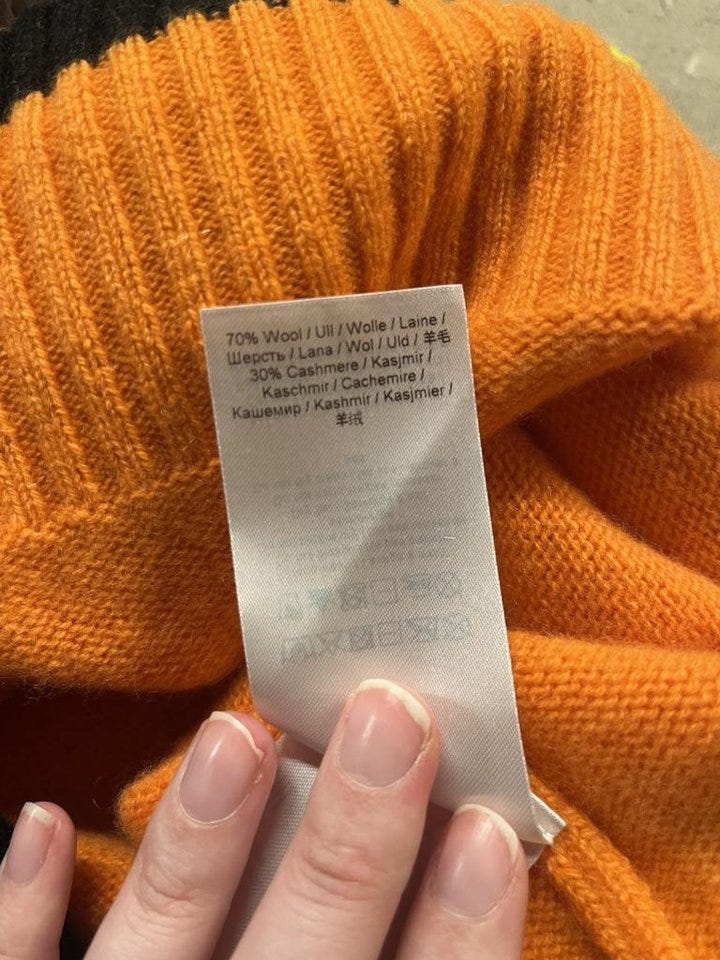 70% Wool / Ull / Wolle / Laine /
Шерсть / Lana / Wol / Uld / 羊毛
30% Cashmere / Kasjmir /
Kaschmir / Cachemire /
Кашемир / Kashmir / Kasjmier /
羊绒